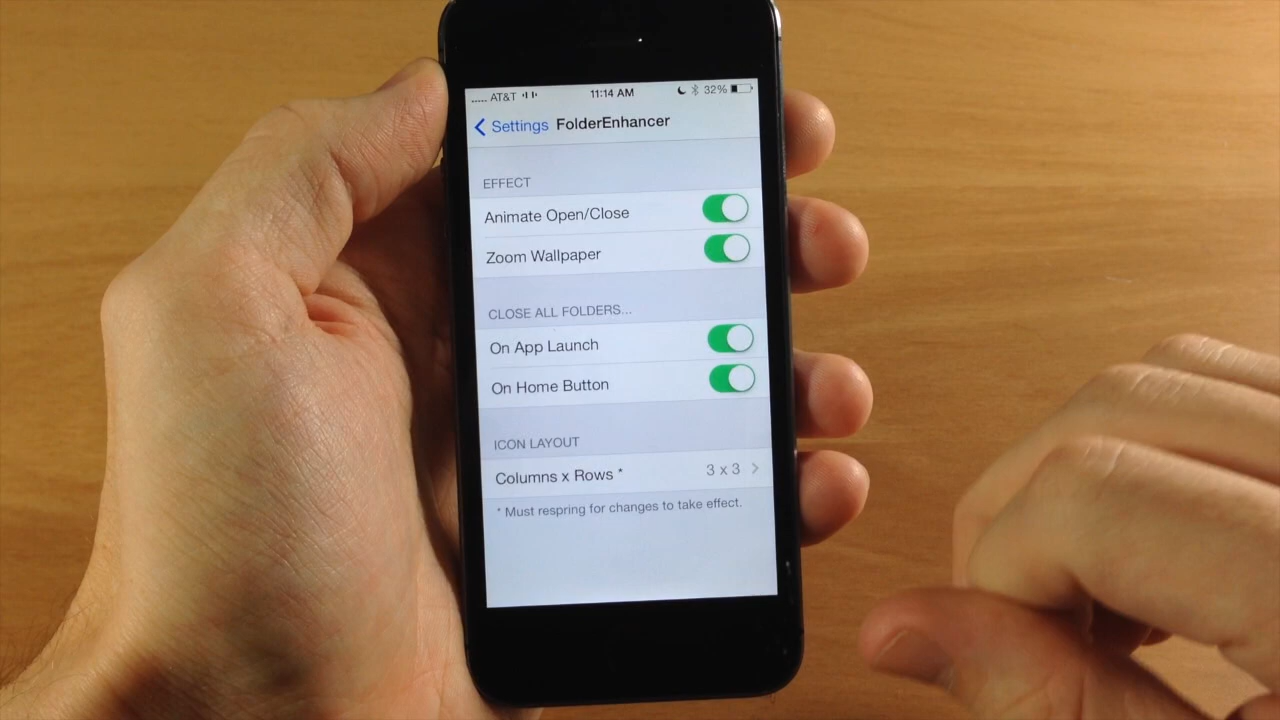 AT&T 11:14 AM 32%
Settings FolderEnhancer
EFFECT
Animate Open/Close
Zoom Wallpaper
CLOSE ALL FOLDERS...
On App Launch
On Home Button
ICON LAYOUT
Columns x Rows * 3 x 3
* Must respring for changes to take effect.